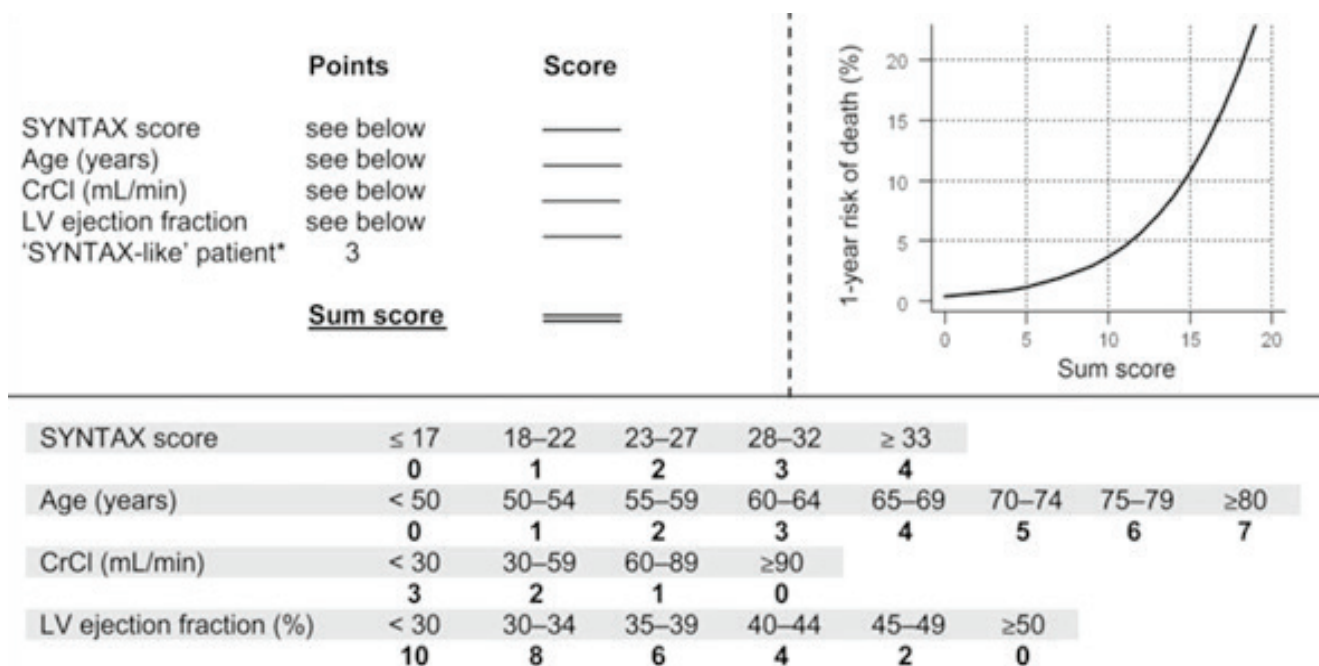 Points Score
SYNTAX score see below
Age (years) see below
CrCl (mL/min) see below
LV ejection fraction see below
‘SYNTAX-like’ patient* 3
Sum score
1-year risk of death (%)
20
15
10
5
0
0 5 10 15 20
Sum score
SYNTAX score ≤ 17 18–22 23–27 28–32 ≥ 33
0 1 2 3 4
Age (years) < 50 50–54 55–59 60–64 65–69 70–74 75–79 ≥80
0 1 2 3 4 5 6 7
CrCl (mL/min) < 30 30–59 60–89 ≥90
3 2 1 0
LV ejection fraction (%) < 30 30–34 35–39 40–44 45–49 ≥50
10 8 6 4 2 0